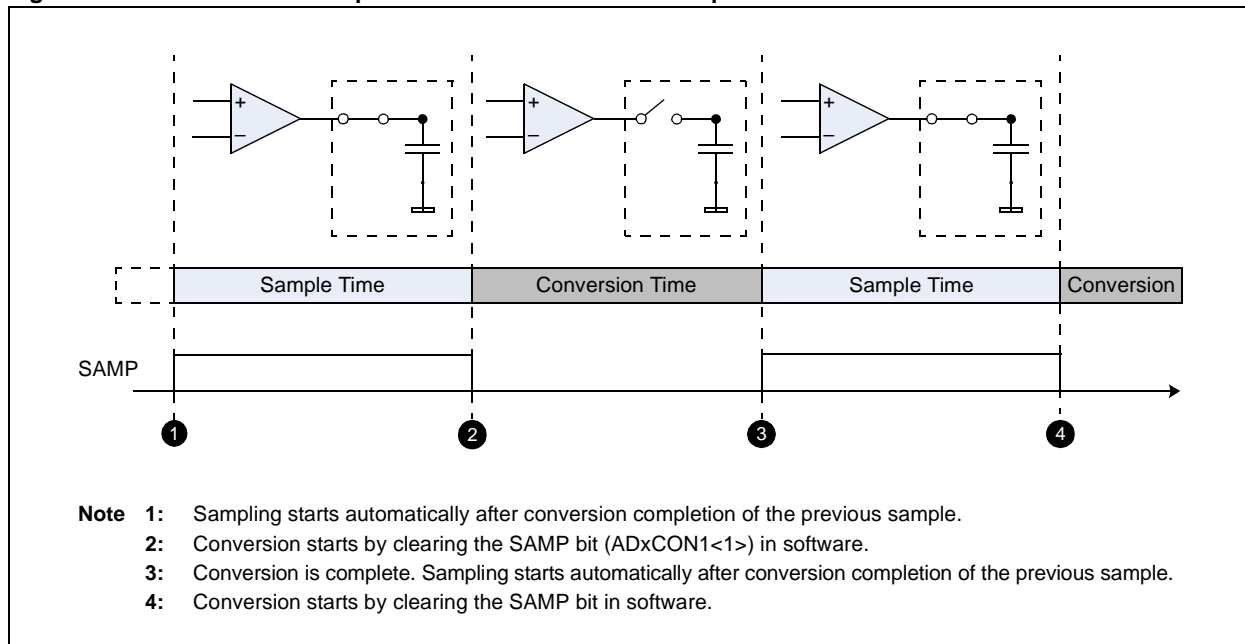 +
−
+
−
+
−
Sample Time
Conversion Time
Sample Time
Conversion
SAMP
1
2
3
4
Note 1: Sampling starts automatically after conversion completion of the previous sample.
2: Conversion starts by clearing the SAMP bit (ADxCON1<1>) in software.
3: Conversion is complete. Sampling starts automatically after conversion completion of the previous sample.
4: Conversion starts by clearing the SAMP bit in software.